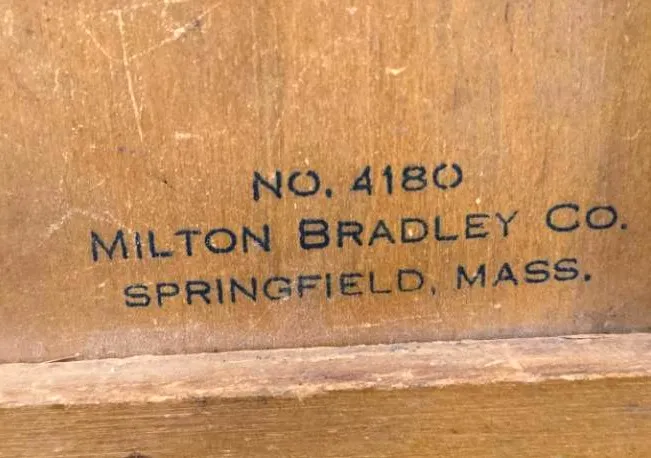 NO. 4180
MILTON BRADLEY CO.
SPRINGFIELD, MASS.